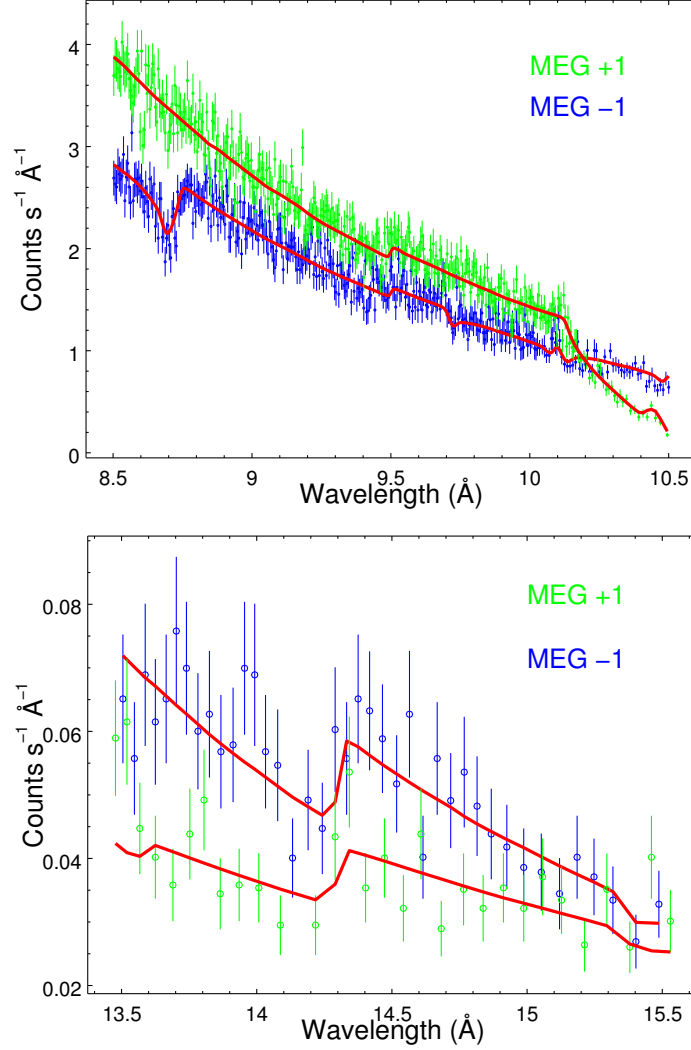 4
3
2
1
0
Counts s⁻¹ Å⁻¹
MEG +1
MEG −1
8.5 9 9.5 10 10.5
Wavelength (Å)
0.08
0.06
0.04
0.02
Counts s⁻¹ Å⁻¹
MEG +1
MEG −1
13.5 14 14.5 15 15.5
Wavelength (Å)